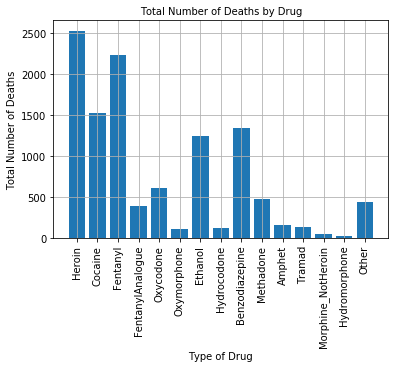 Total Number of Deaths by Drug
Total Number of Deaths
2500
2000
1500
1000
500
0
Heroin
Cocaine
Fentanyl
FentanylAnalogue
Oxycodone
Oxymorphone
Ethanol
Hydrocodone
Benzodiazepine
Methadone
Amphet
Tramad
Morphine_NotHeroin
Hydromorphone
Other
Type of Drug